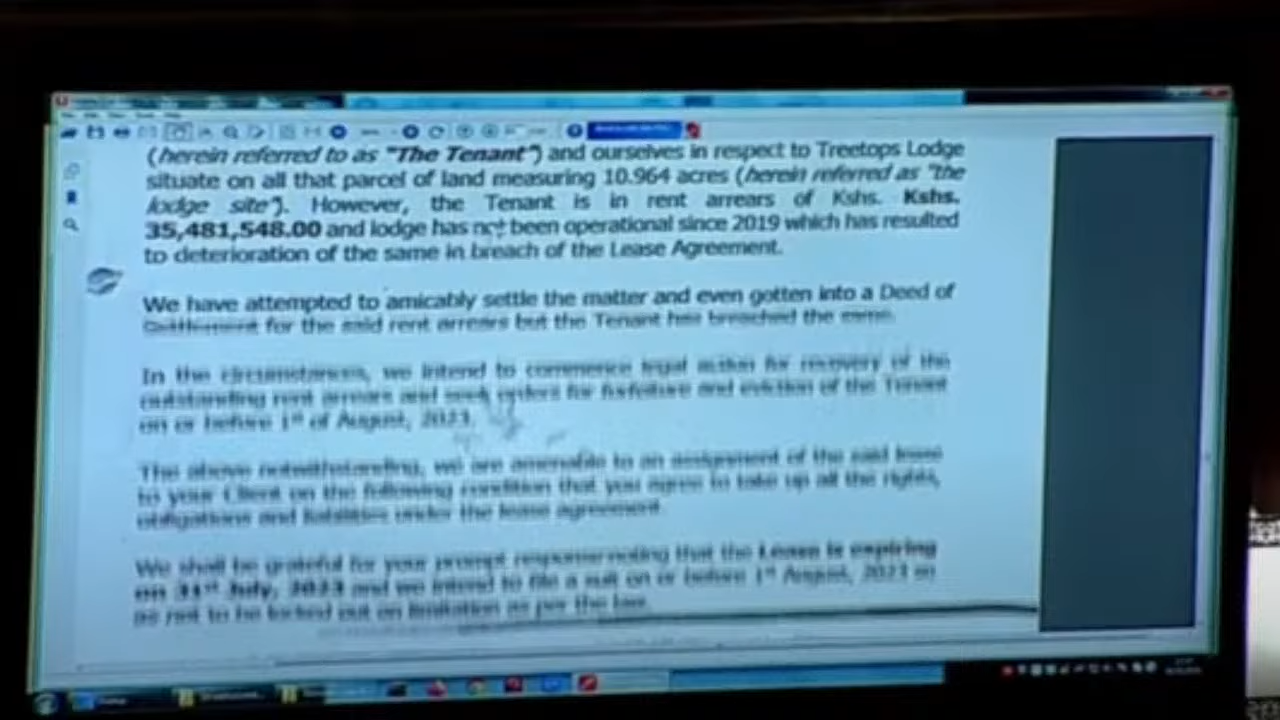 (herein referred to as "The Tenant") and ourselves in respect to Treetops Lodge
situate on all that parcel of land measuring 10.964 acres (herein referred as "the
lodge site"). However, the Tenant is in rent arrears of Kshs. Kshs.
35,481,548.00 and lodge has not been operational since 2019 which has resulted
to deterioration of the same in breach of the Lease Agreement.
We have attempted to amicably settle the matter and even gotten into a Deed of
Settlement for the said rent arrears but the Tenant has breached the same.
In the circumstances, we intend to commence legal action for recovery of the
outstanding rent arrears and seek orders for forfeiture and eviction of the Tenant
on or before 1st of August, 2023.
The above notwithstanding, we are amenable to an assignment of the said lease
to your Client on the following condition that you agree to take up all the rights,
obligations and liabilities under the lease agreement.
We shall be grateful for your prompt response noting that the Lease is expiring
on 31st July, 2023 and we intend to file a suit on or before 1st August, 2023 so
as not to be locked out on limitation as per the law.